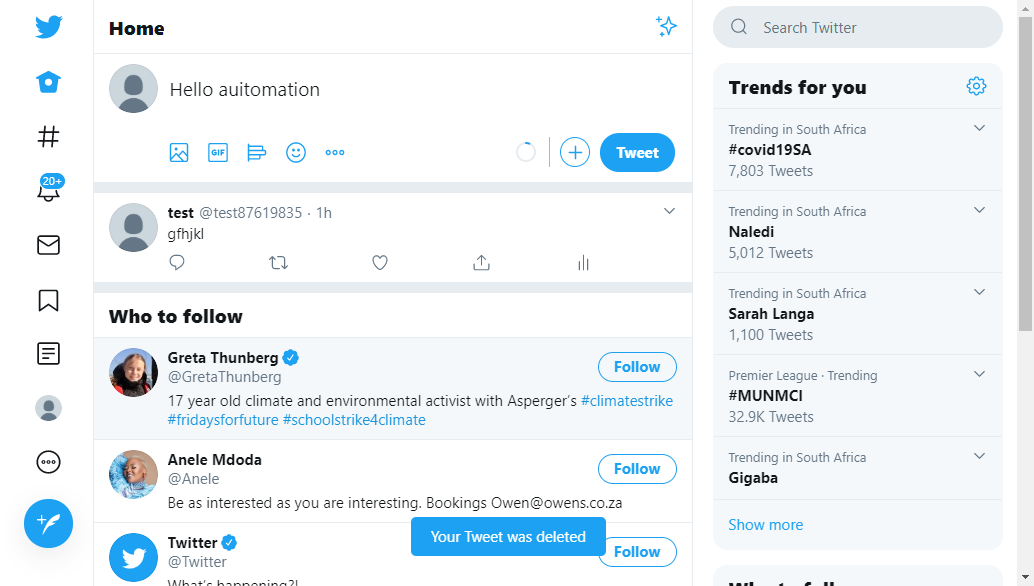 Home
Hello auitomation
GIF
Tweet
20+
test @test87619835 · 1h
gfhjkl
Who to follow
Greta Thunberg
@GretaThunberg
Follow
17 year old climate and environmental activist with Asperger's #climatestrike
#fridaysforfuture #schoolstrike4climate
Anele Mdoda
@Anele
Follow
Be as interested as you are interesting. Bookings Owen@owens.co.za
Twitter
@Twitter
Follow
What's happening?!
Your Tweet was deleted
Search Twitter
Trends for you
Trending in South Africa
#covid19SA
7,803 Tweets
Trending in South Africa
Naledi
5,012 Tweets
Trending in South Africa
Sarah Langa
1,100 Tweets
Premier League · Trending
#MUNMCI
32.9K Tweets
Trending in South Africa
Gigaba
Show more
Who to follow